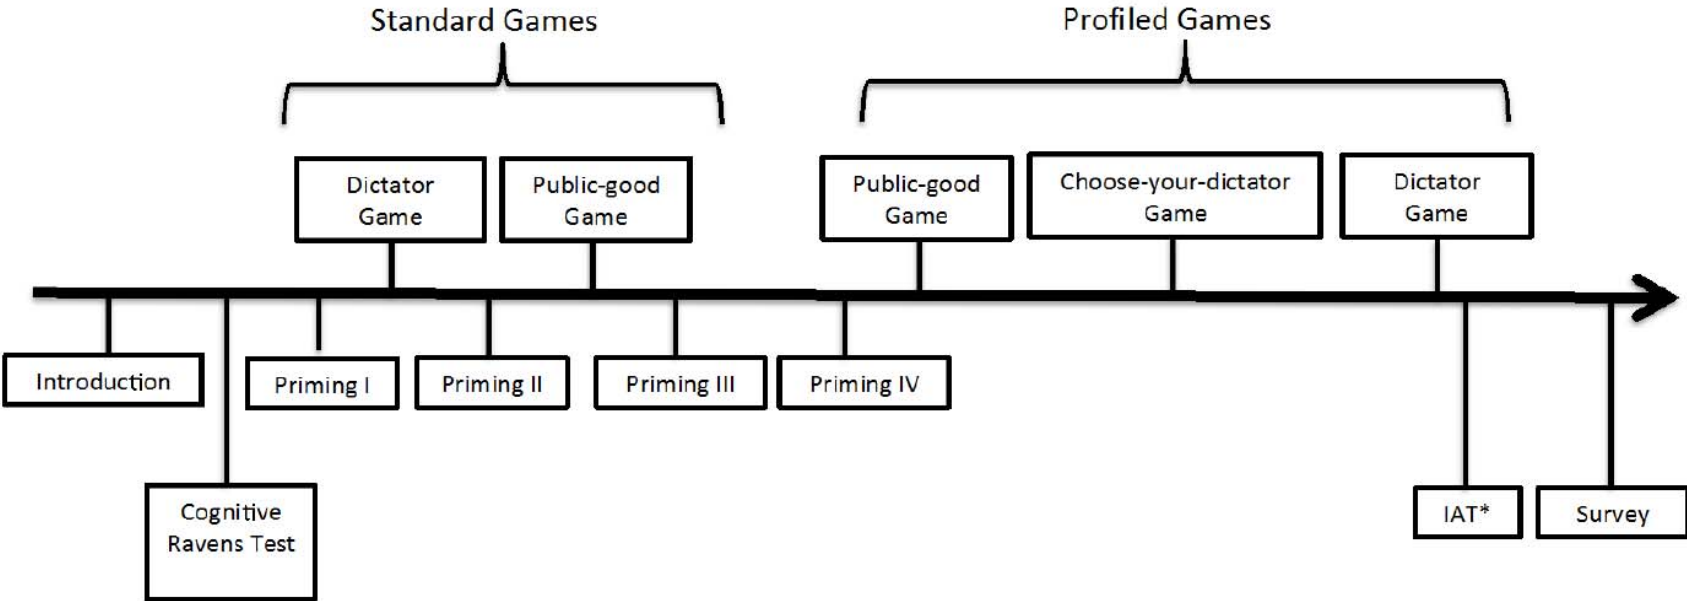 Standard Games
Profiled Games
Dictator
Game
Public-good
Game
Public-good
Game
Choose-your-dictator
Game
Dictator
Game
Introduction
Priming I
Priming II
Priming III
Priming IV
Cognitive
Ravens Test
IAT*
Survey